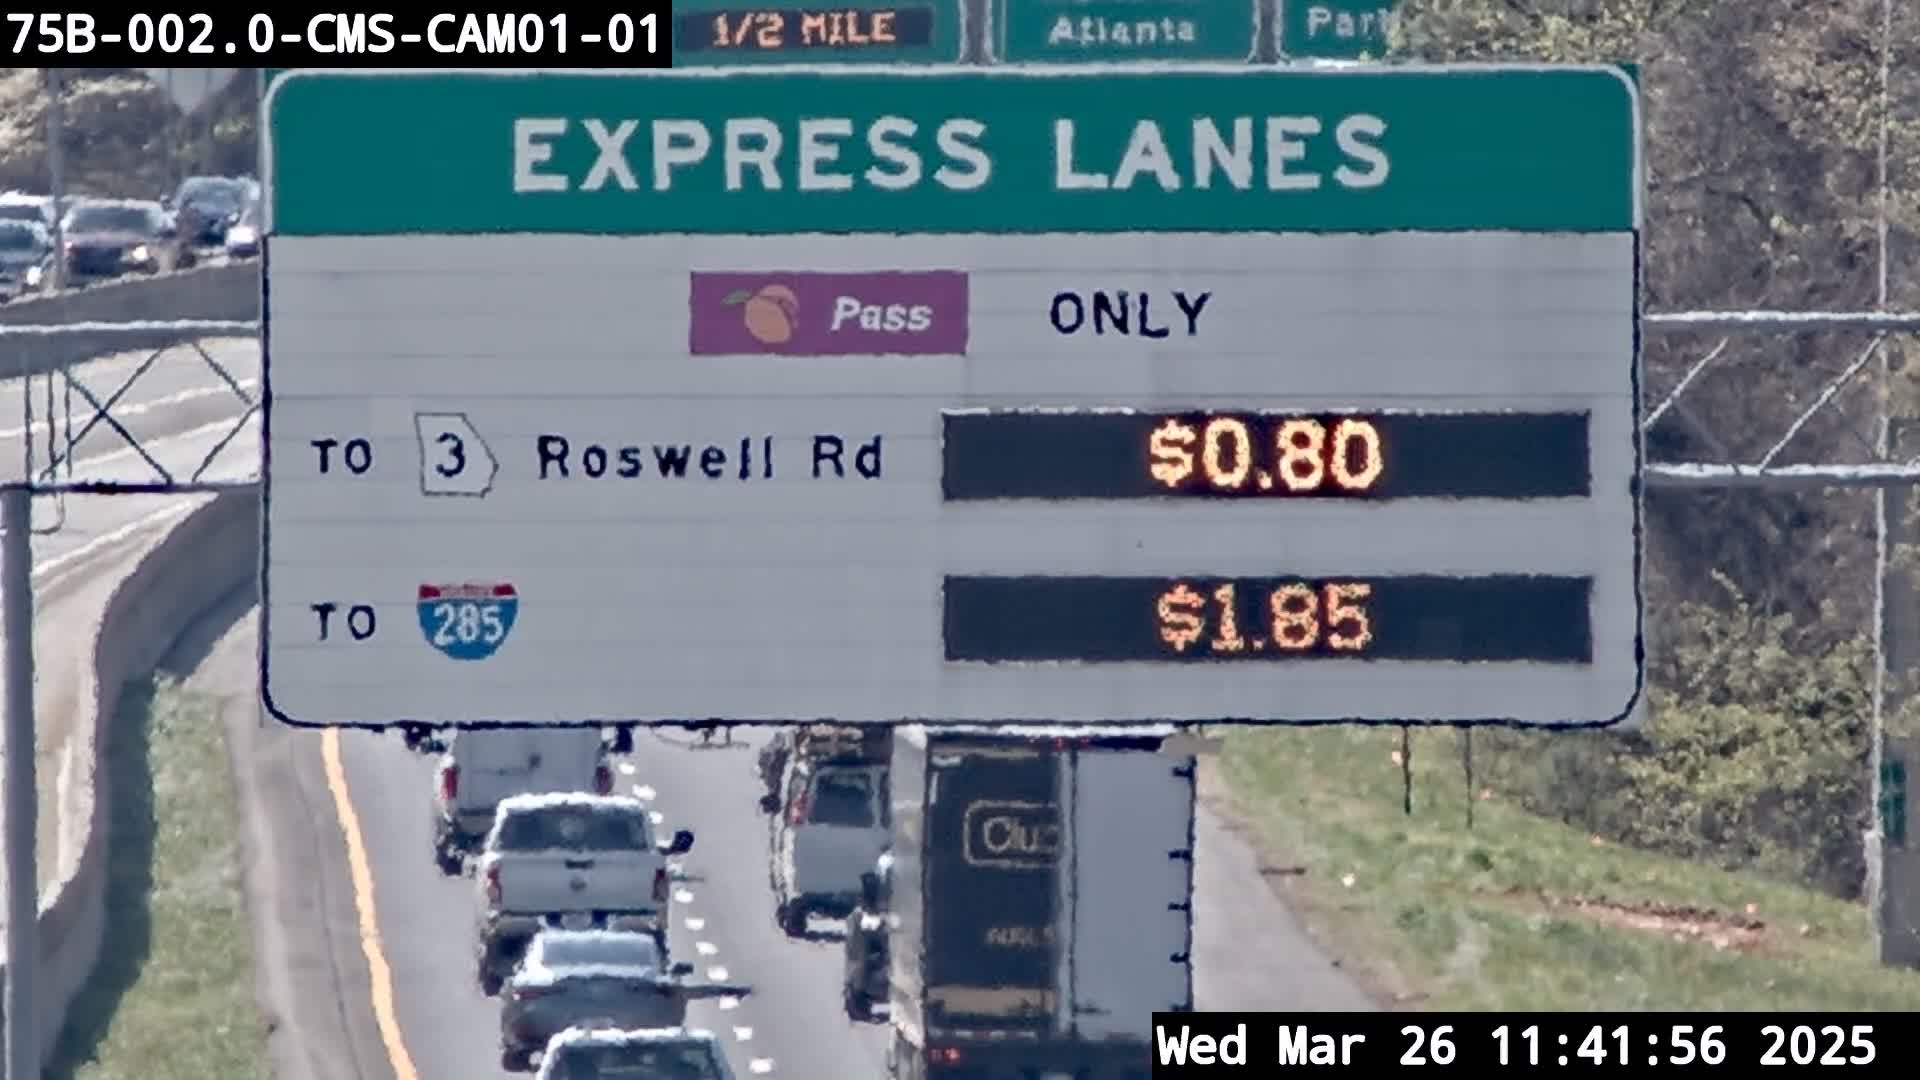 75B-002.0-CMS-CAM01-01
1/2 MILE
Atlanta
EXPRESS LANES
Pass ONLY
TO 3 Roswell Rd $0.80
TO 285 $1.85
Wed Mar 26 11:41:56 2025